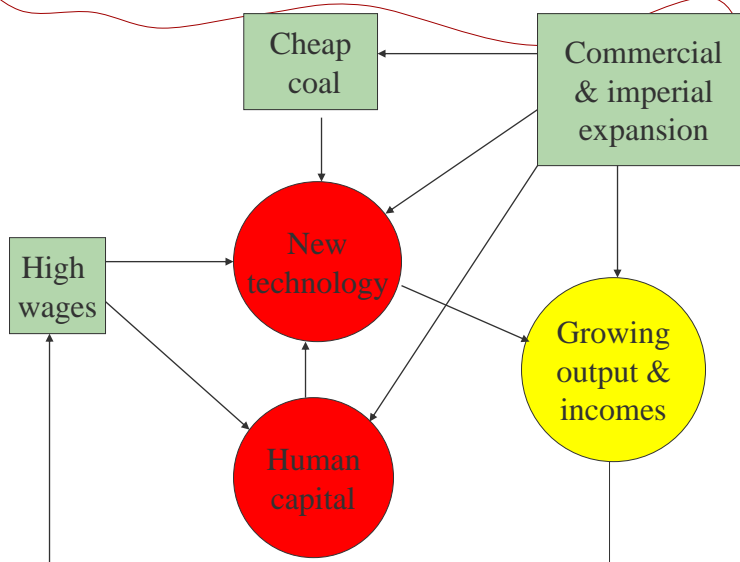 Cheap
coal
Commercial
& imperial
expansion
New
technology
High
wages
Growing
output &
incomes
Human
capital